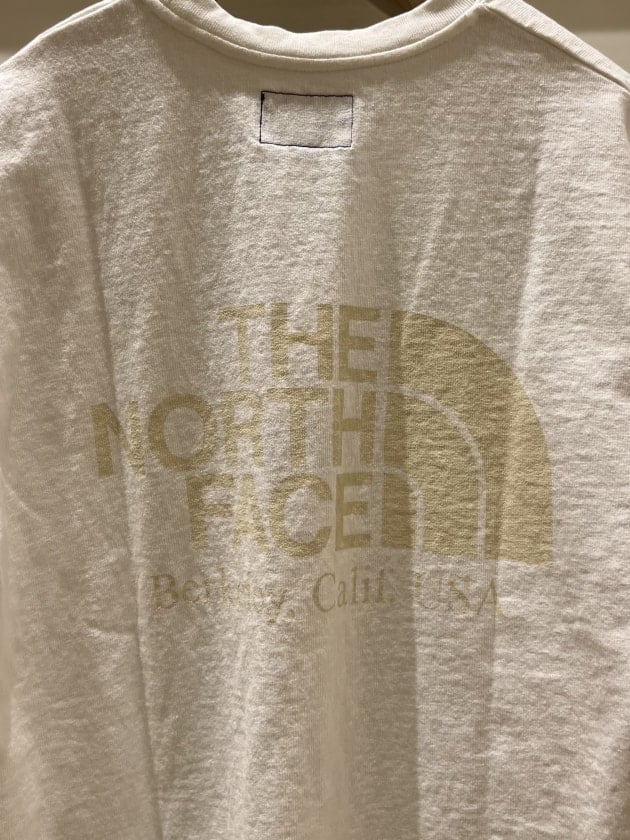 THE
NORTH
FACE
Berkeley, Calif. USA